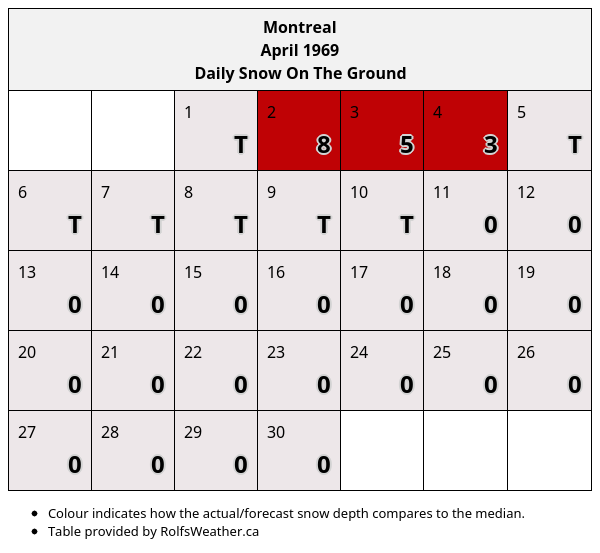 Montreal
April 1969
Daily Snow On The Ground
1 2 3 4 5
T 8 5 3 T
6 7 8 9 10 11 12
T T T T T 0 0
13 14 15 16 17 18 19
0 0 0 0 0 0 0
20 21 22 23 24 25 26
0 0 0 0 0 0 0
27 28 29 30
0 0 0 0
• Colour indicates how the actual/forecast snow depth compares to the median.
• Table provided by RolfsWeather.ca